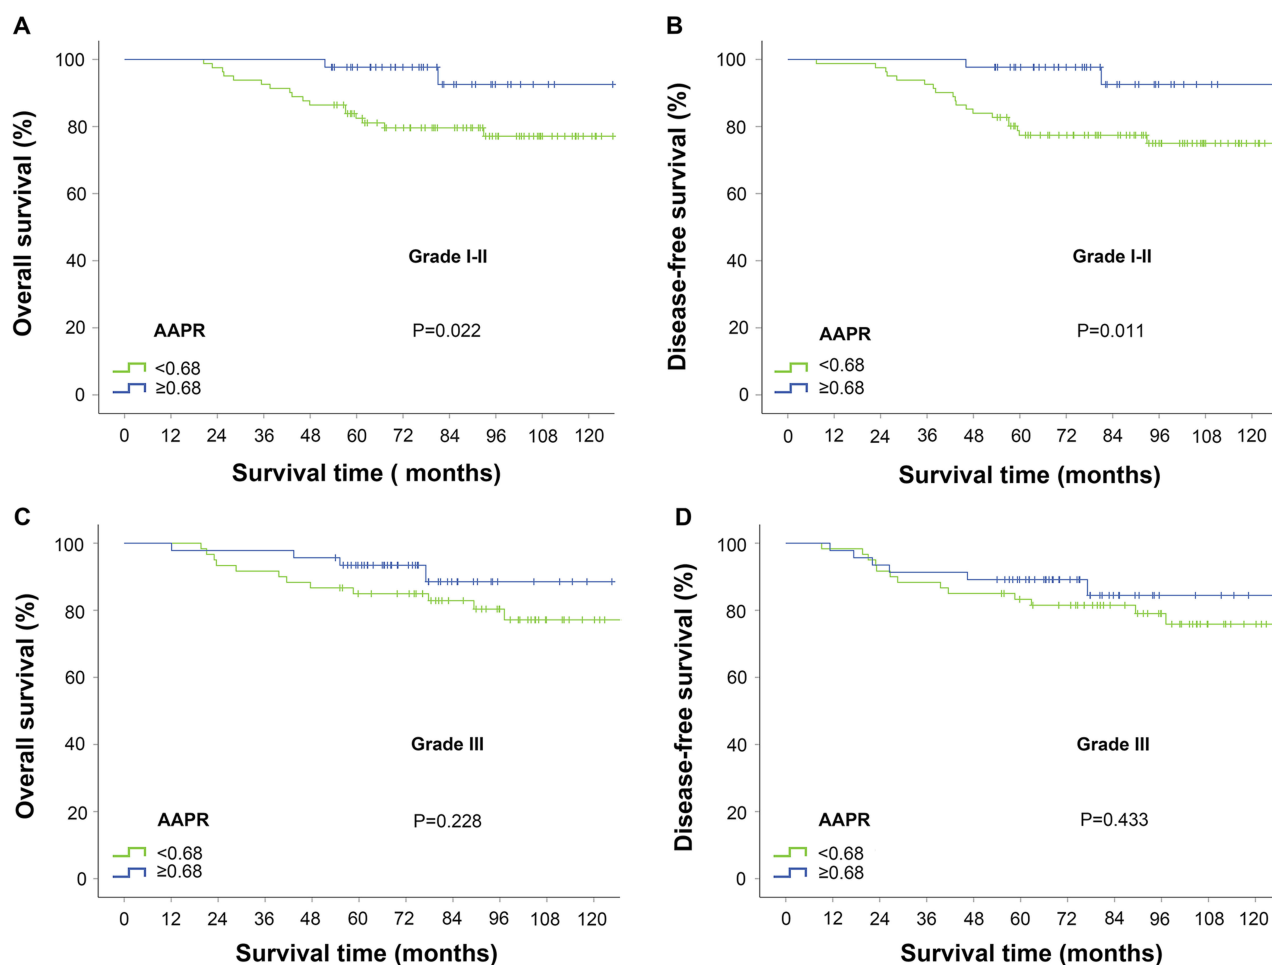 A
Overall survival (%)
100
80
60
40
20
0
Grade I-II
AAPR
P=0.022
<0.68
≥0.68
0 12 24 36 48 60 72 84 96 108 120
Survival time ( months)
B
Disease-free survival (%)
100
80
60
40
20
0
Grade I-II
AAPR
P=0.011
<0.68
≥0.68
0 12 24 36 48 60 72 84 96 108 120
Survival time (months)
C
Overall survival (%)
100
80
60
40
20
0
Grade III
AAPR
P=0.228
<0.68
≥0.68
0 12 24 36 48 60 72 84 96 108 120
Survival time (months)
D
Disease-free survival (%)
100
80
60
40
20
0
Grade III
AAPR
P=0.433
<0.68
≥0.68
0 12 24 36 48 60 72 84 96 108 120
Survival time (months)